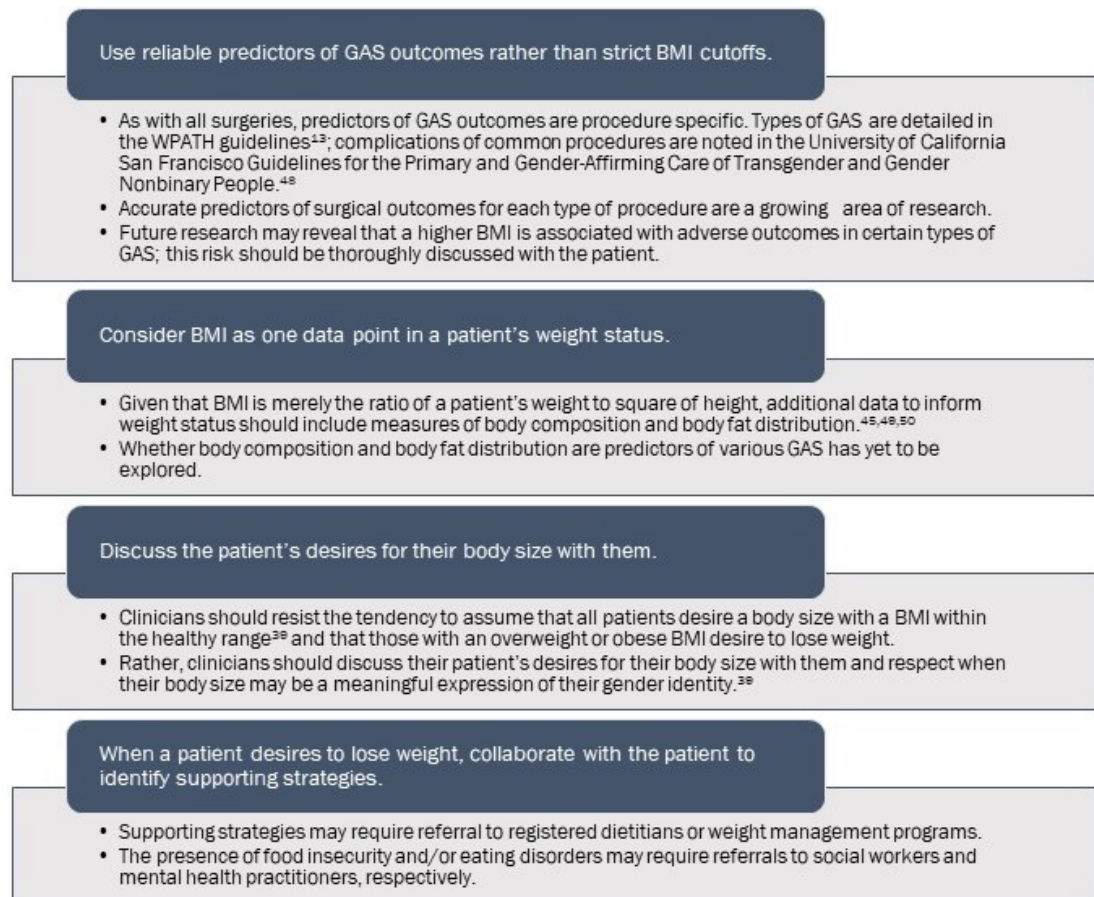 Use reliable predictors of GAS outcomes rather than strict BMI cutoffs.
• As with all surgeries, predictors of GAS outcomes are procedure specific. Types of GAS are detailed in
the WPATH guidelines¹³; complications of common procedures are noted in the University of California
San Francisco Guidelines for the Primary and Gender-Affirming Care of Transgender and Gender
Nonbinary People.⁴⁸
• Accurate predictors of surgical outcomes for each type of procedure are a growing area of research.
• Future research may reveal that a higher BMI is associated with adverse outcomes in certain types of
GAS; this risk should be thoroughly discussed with the patient.
Consider BMI as one data point in a patient's weight status.
• Given that BMI is merely the ratio of a patient's weight to square of height, additional data to inform
weight status should include measures of body composition and body fat distribution.⁴⁵,⁴⁹,⁵⁰
• Whether body composition and body fat distribution are predictors of various GAS has yet to be
explored.
Discuss the patient's desires for their body size with them.
• Clinicians should resist the tendency to assume that all patients desire a body size with a BMI within
the healthy range³⁹ and that those with an overweight or obese BMI desire to lose weight.
• Rather, clinicians should discuss their patient's desires for their body size with them and respect when
their body size may be a meaningful expression of their gender identity.³⁹
When a patient desires to lose weight, collaborate with the patient to
identify supporting strategies.
• Supporting strategies may require referral to registered dietitians or weight management programs.
• The presence of food insecurity and/or eating disorders may require referrals to social workers and
mental health practitioners, respectively.